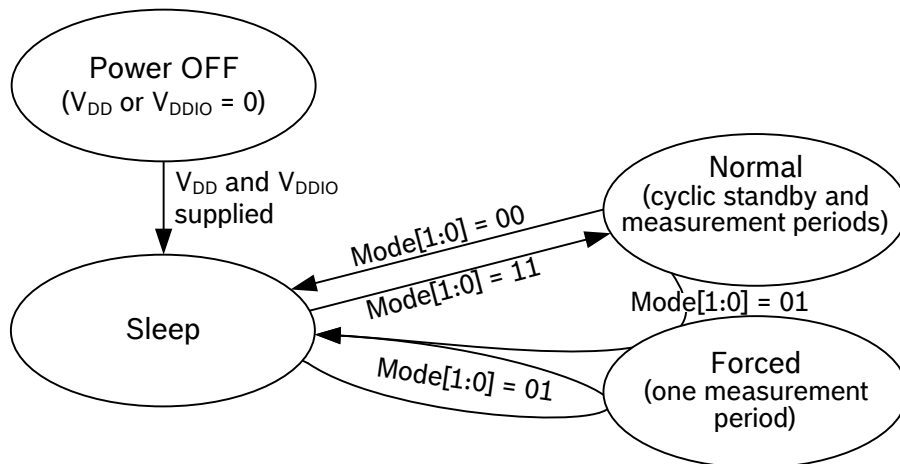 Power OFF
(V_DD or V_DDIO = 0)
V_DD and V_DDIO
supplied
Normal
(cyclic standby and
measurement periods)
Mode[1:0] = 00
Mode[1:0] = 11
Mode[1:0] = 01
Sleep
Mode[1:0] = 01
Forced
(one measurement
period)